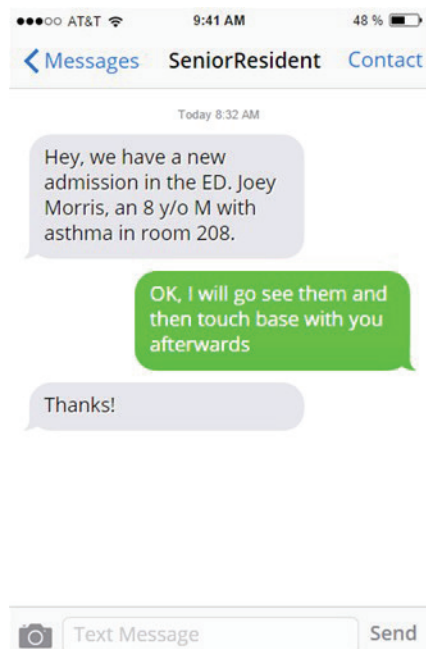 AT&T 9:41 AM 48 %
Messages SeniorResident Contact
Today 8:32 AM
Hey, we have a new
admission in the ED. Joey
Morris, an 8 y/o M with
asthma in room 208.
OK, I will go see them and
then touch base with you
afterwards
Thanks!
Text Message Send